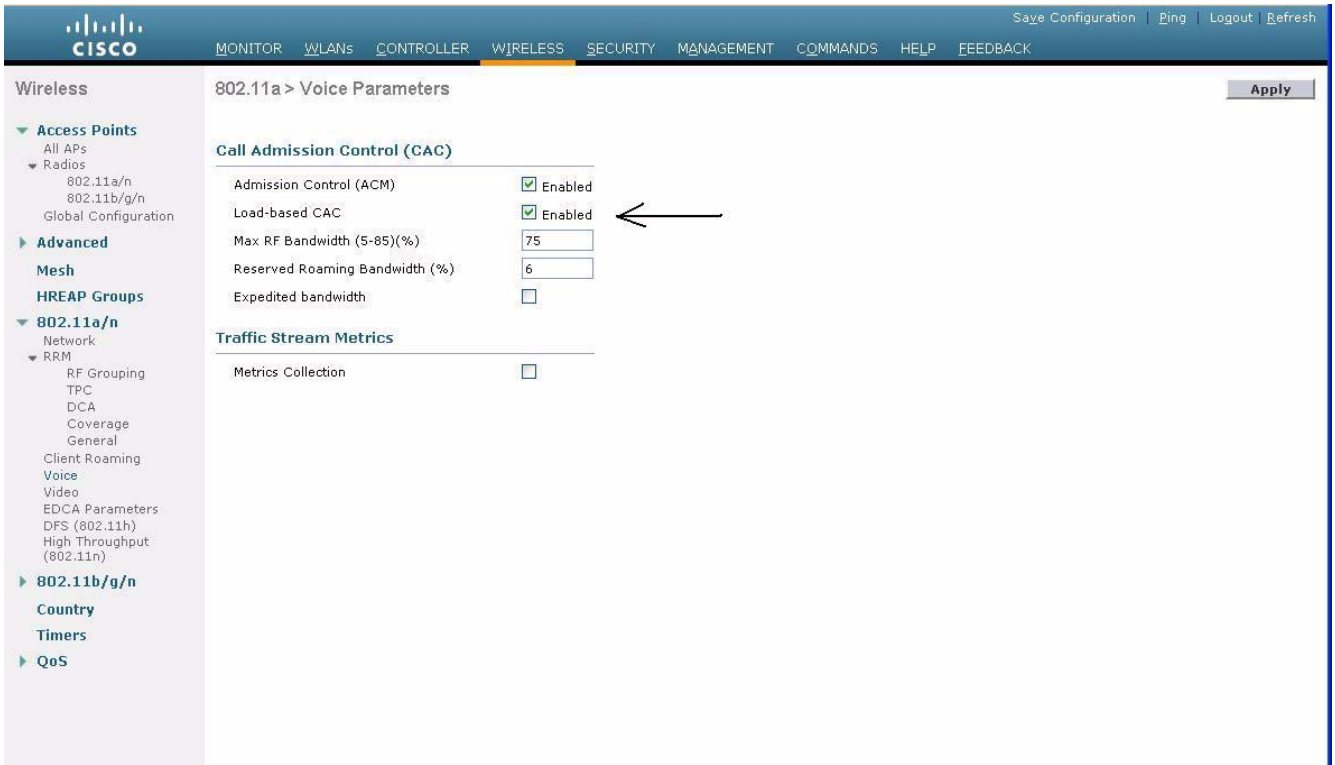 Save Configuration | Ping | Logout | Refresh
CISCO
MONITOR WLANs CONTROLLER WIRELESS SECURITY MANAGEMENT COMMANDS HELP FEEDBACK
Wireless
Access Points
All APs
Radios
802.11a/n
802.11b/g/n
Global Configuration
Advanced
Mesh
HREAP Groups
802.11a/n
Network
RRM
RF Grouping
TPC
DCA
Coverage
General
Client Roaming
Voice
Video
EDCA Parameters
DFS (802.11h)
High Throughput
(802.11n)
802.11b/g/n
Country
Timers
QoS
802.11a > Voice Parameters
Apply
Call Admission Control (CAC)
Admission Control (ACM) Enabled
Load-based CAC Enabled
Max RF Bandwidth (5-85)(%) 75
Reserved Roaming Bandwidth (%) 6
Expedited bandwidth
Traffic Stream Metrics
Metrics Collection